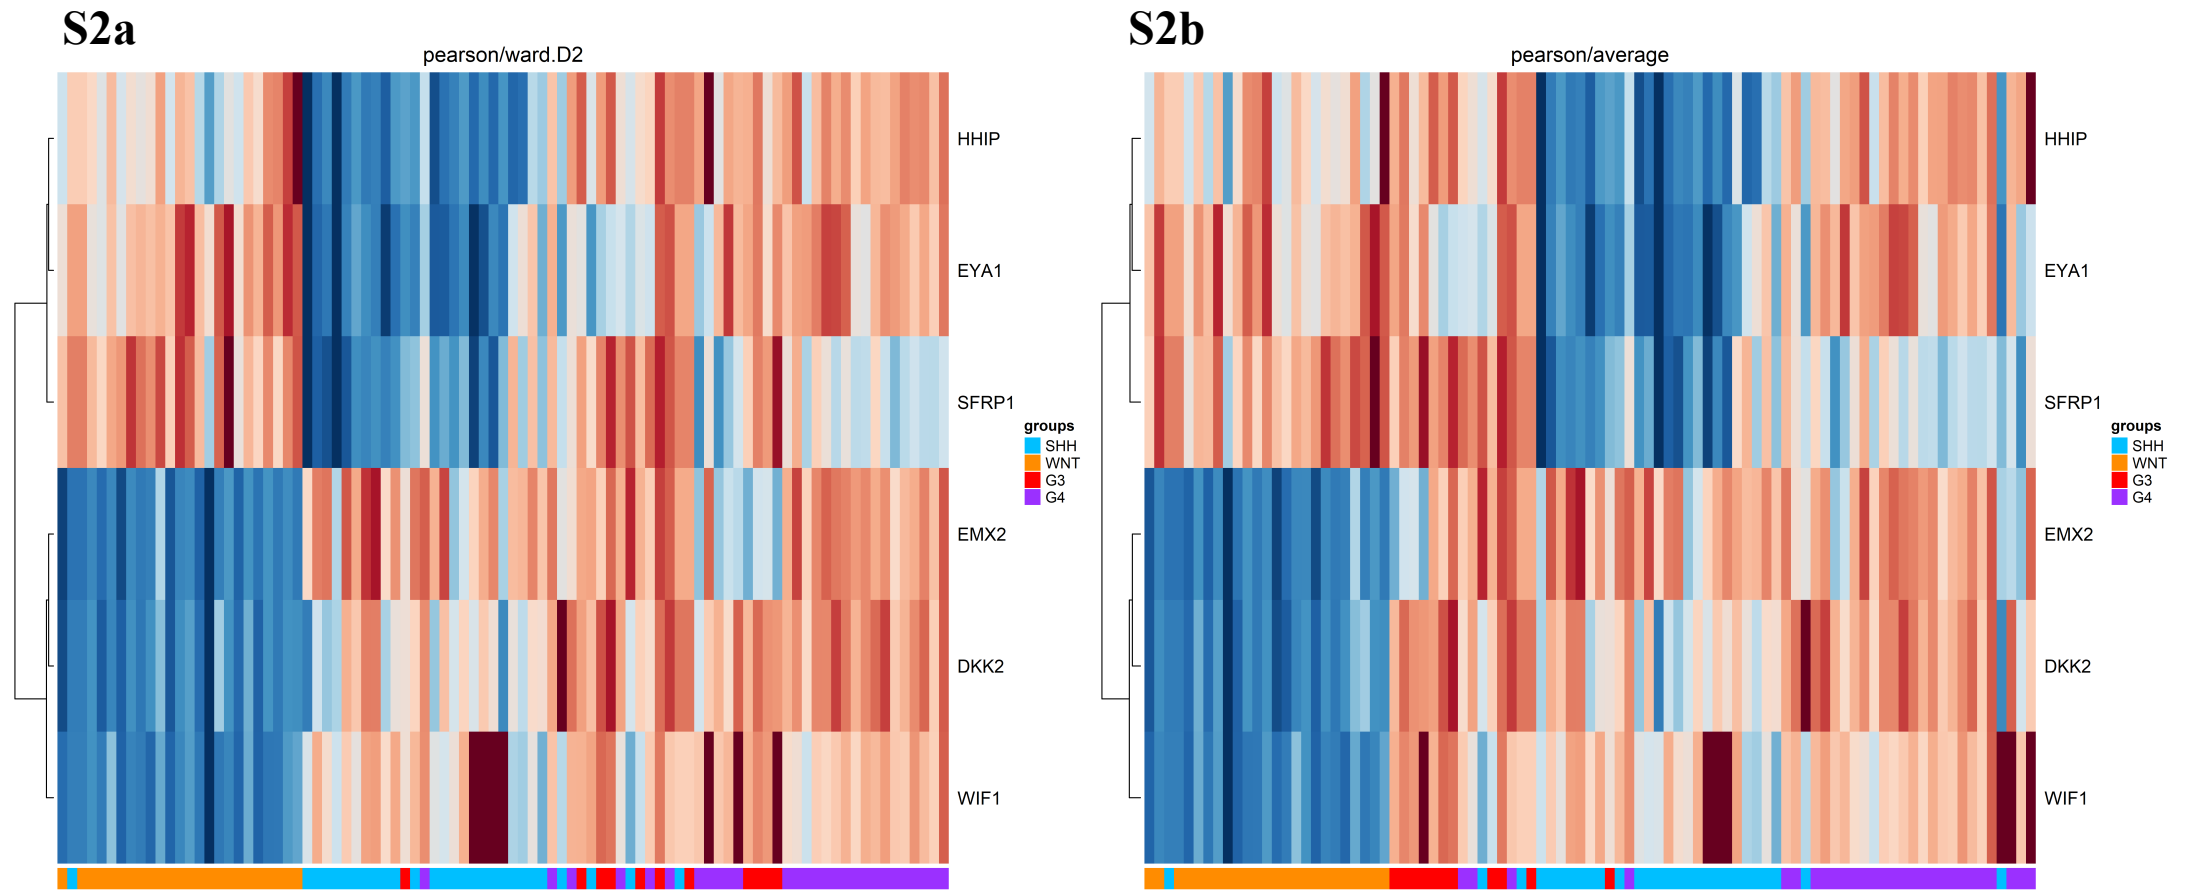 S2a
pearson/ward.D2
HHIP
EYA1
SFRP1
EMX2
DKK2
WIF1
groups
SHH
WNT
G3
G4
S2b
pearson/average
HHIP
EYA1
SFRP1
EMX2
DKK2
WIF1
groups
SHH
WNT
G3
G4